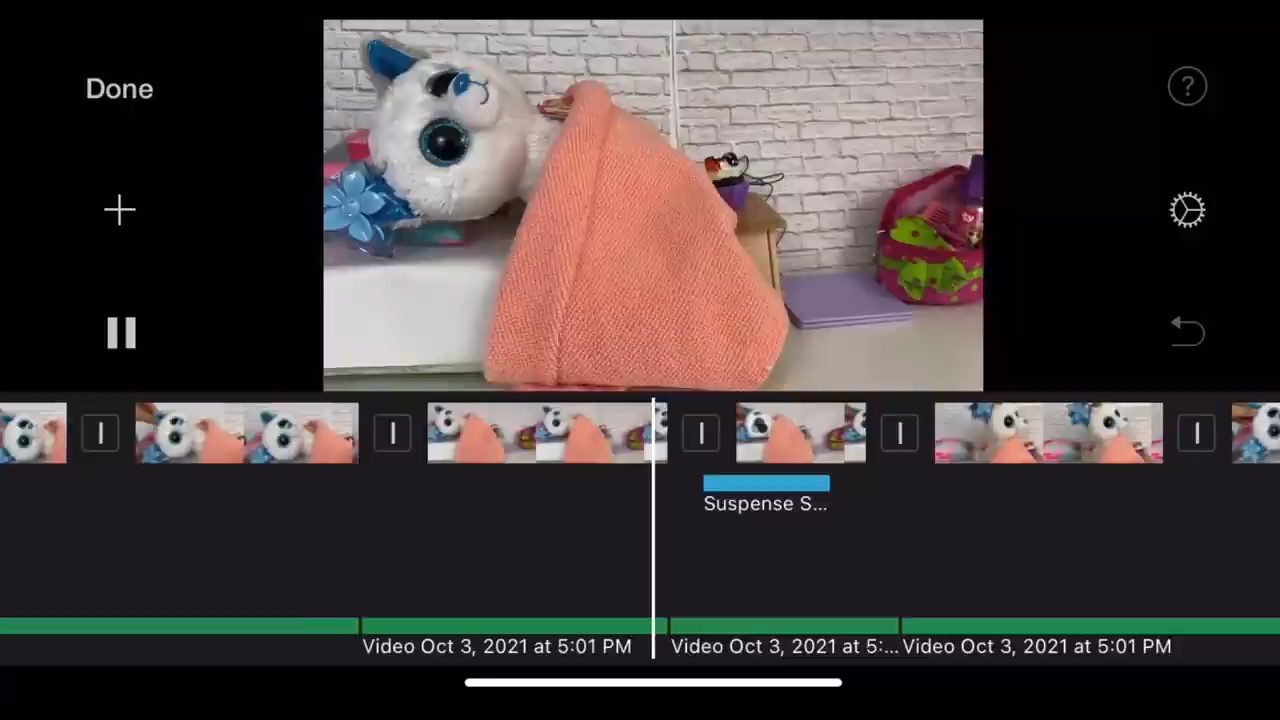 Done
?
Suspense S...
Video Oct 3, 2021 at 5:01 PM
Video Oct 3, 2021 at 5:...
Video Oct 3, 2021 at 5:01 PM